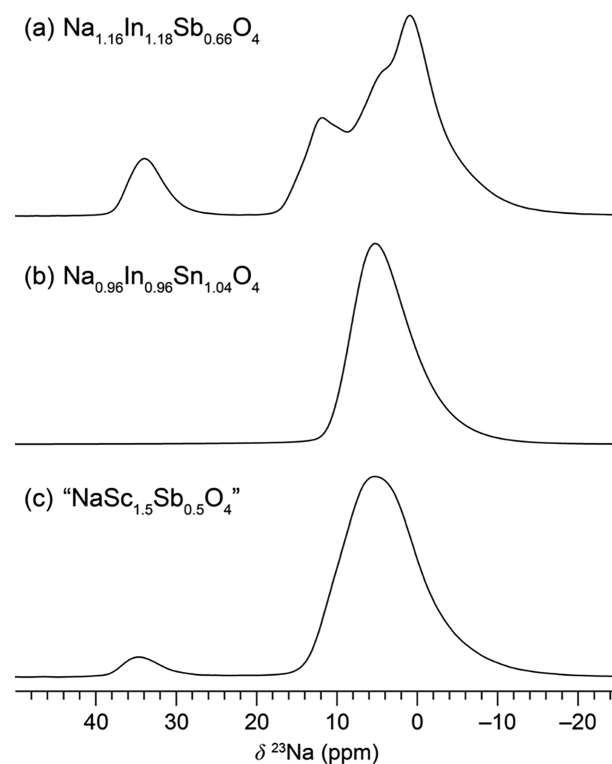 (a) Na₁.₁₆In₁.₁₈Sb₀.₆₆O₄
(b) Na₀.₉₆In₀.₉₆Sn₁.₀₄O₄
(c) “NaSc₁.₅Sb₀.₅O₄”
40 30 20 10 0 –10 –20
δ ²³Na (ppm)